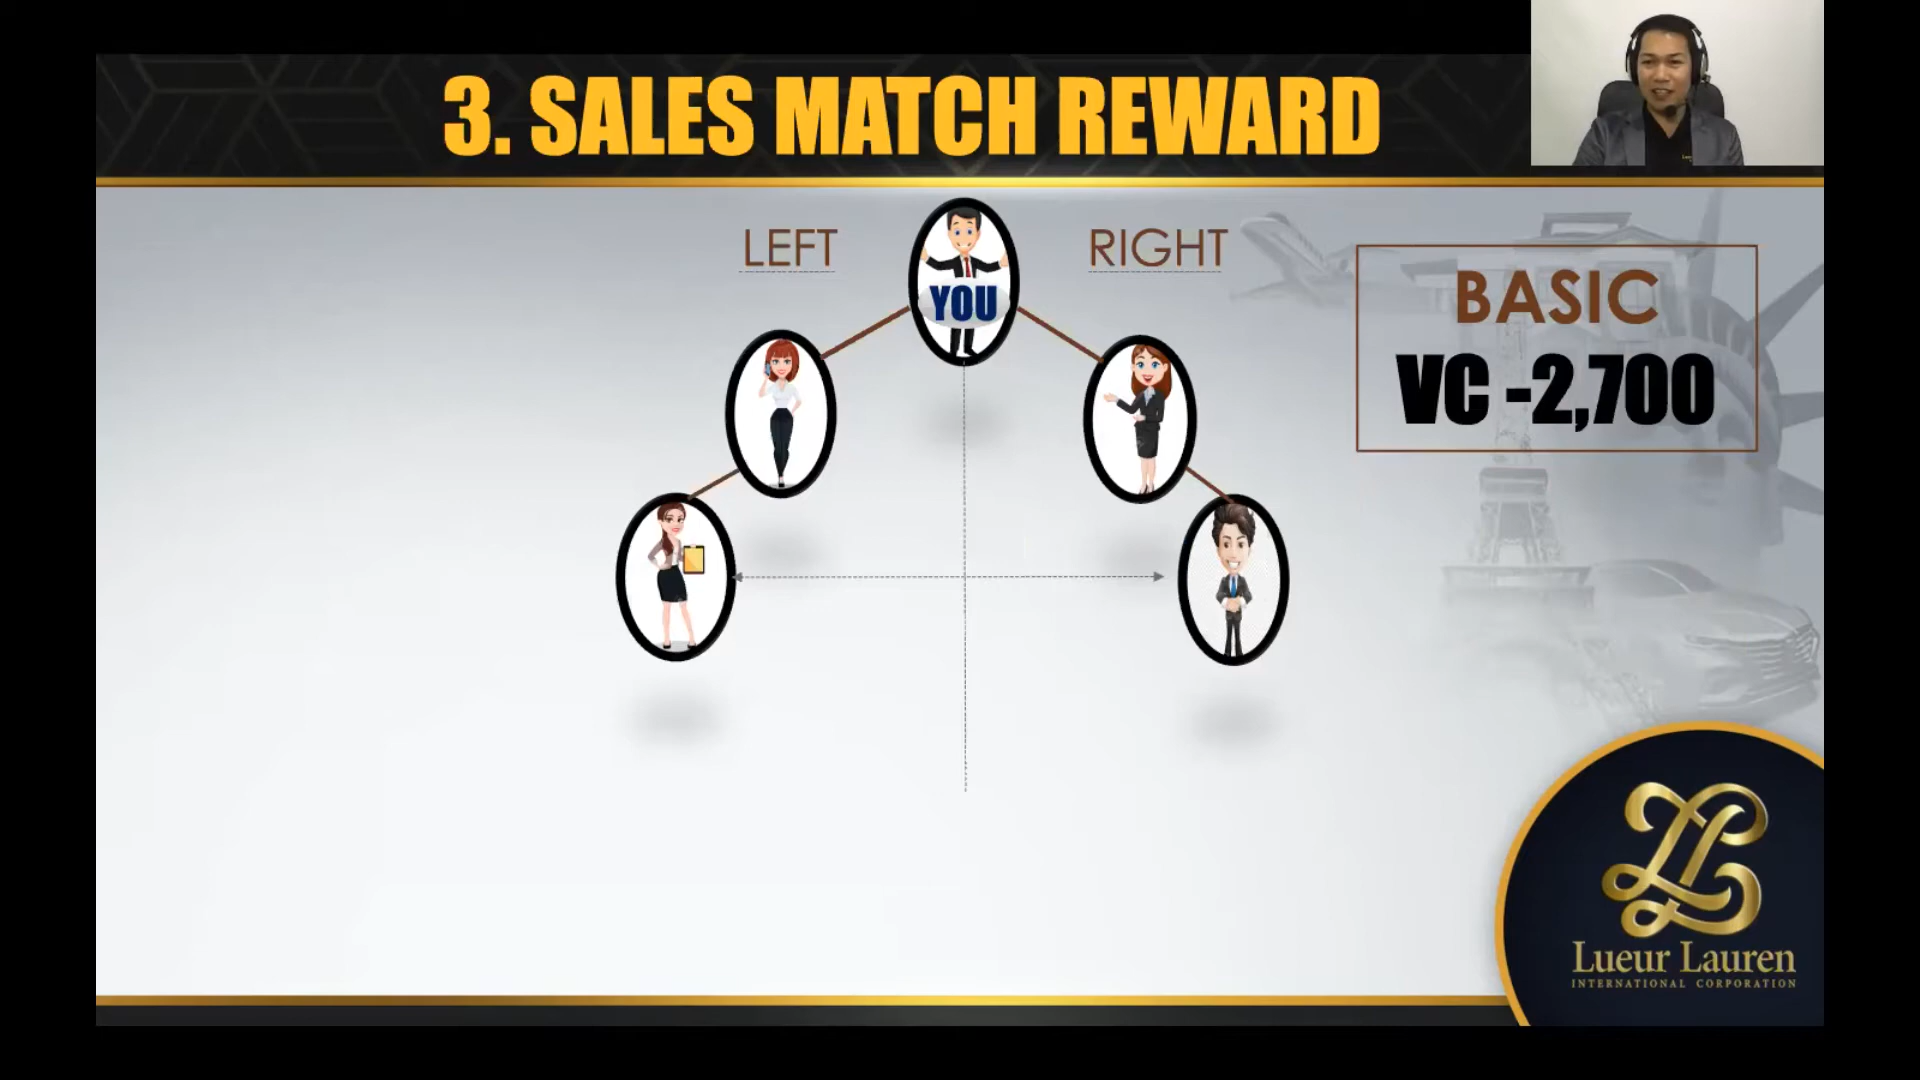 3. SALES MATCH REWARD
LEFT
RIGHT
YOU
BASIC
VC -2,700
Lueur Lauren
INTERNATIONAL CORPORATION